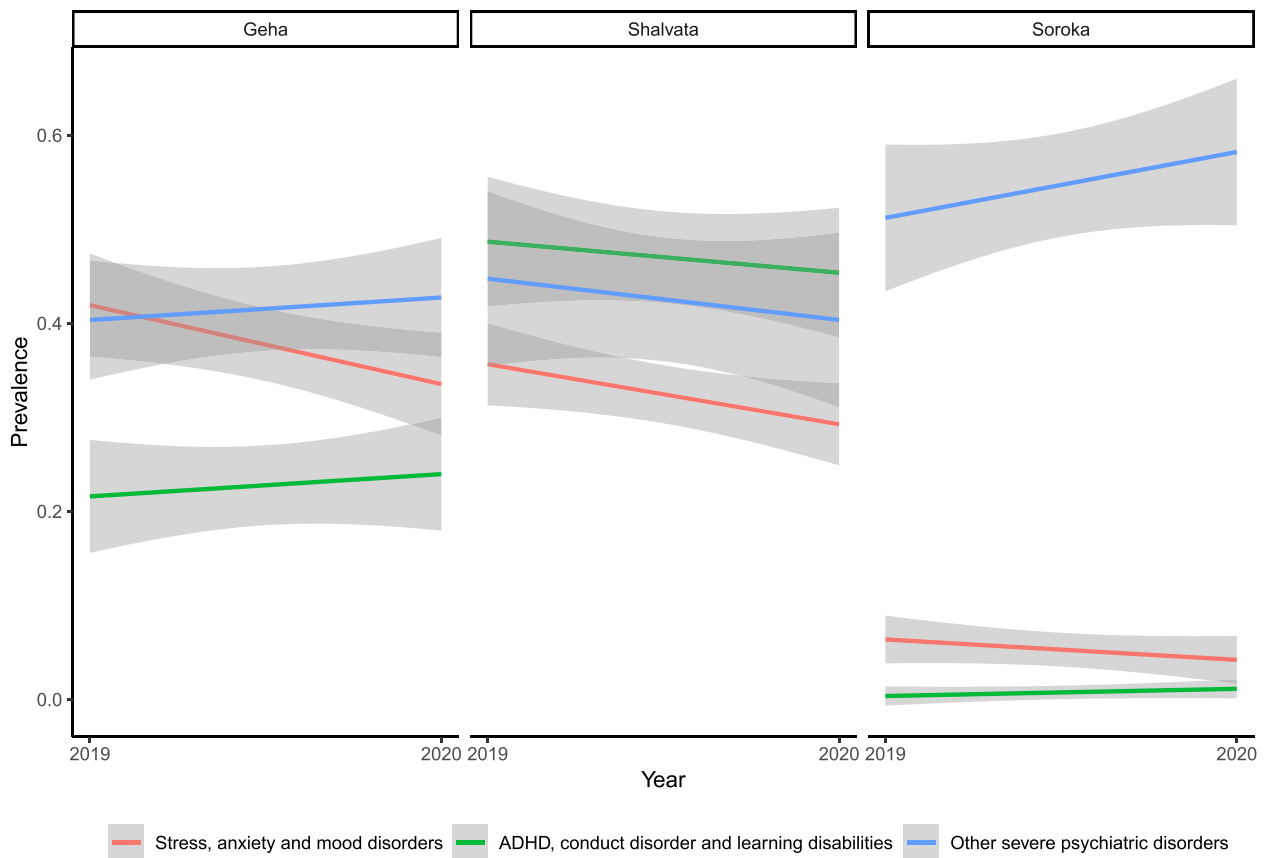 Geha
Shalvata
Soroka
Prevalence
0.6
0.4
0.2
0.0
2019
2020
2019
2020
2019
2020
Year
Stress, anxiety and mood disorders
ADHD, conduct disorder and learning disabilities
Other severe psychiatric disorders